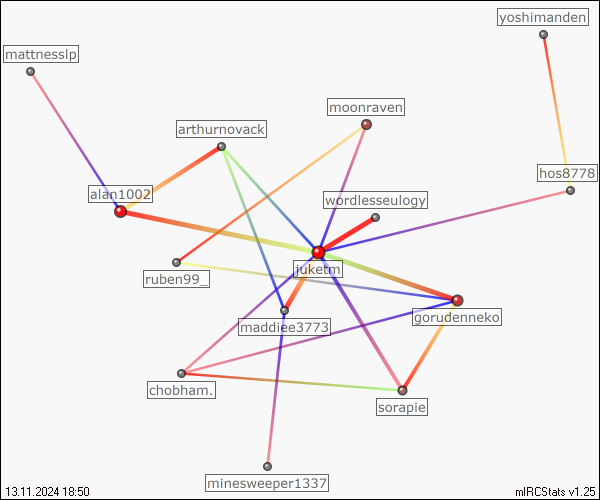 yoshimanden
mattnesslp
moonraven
arthurnovack
hos8778
alan1002
wordlesseulogy
juketm
ruben99_
gorudenneko
maddiee3773
chobham.
sorapie
minesweeper1337
13.11.2024 18:50
mIRCStats v1.25